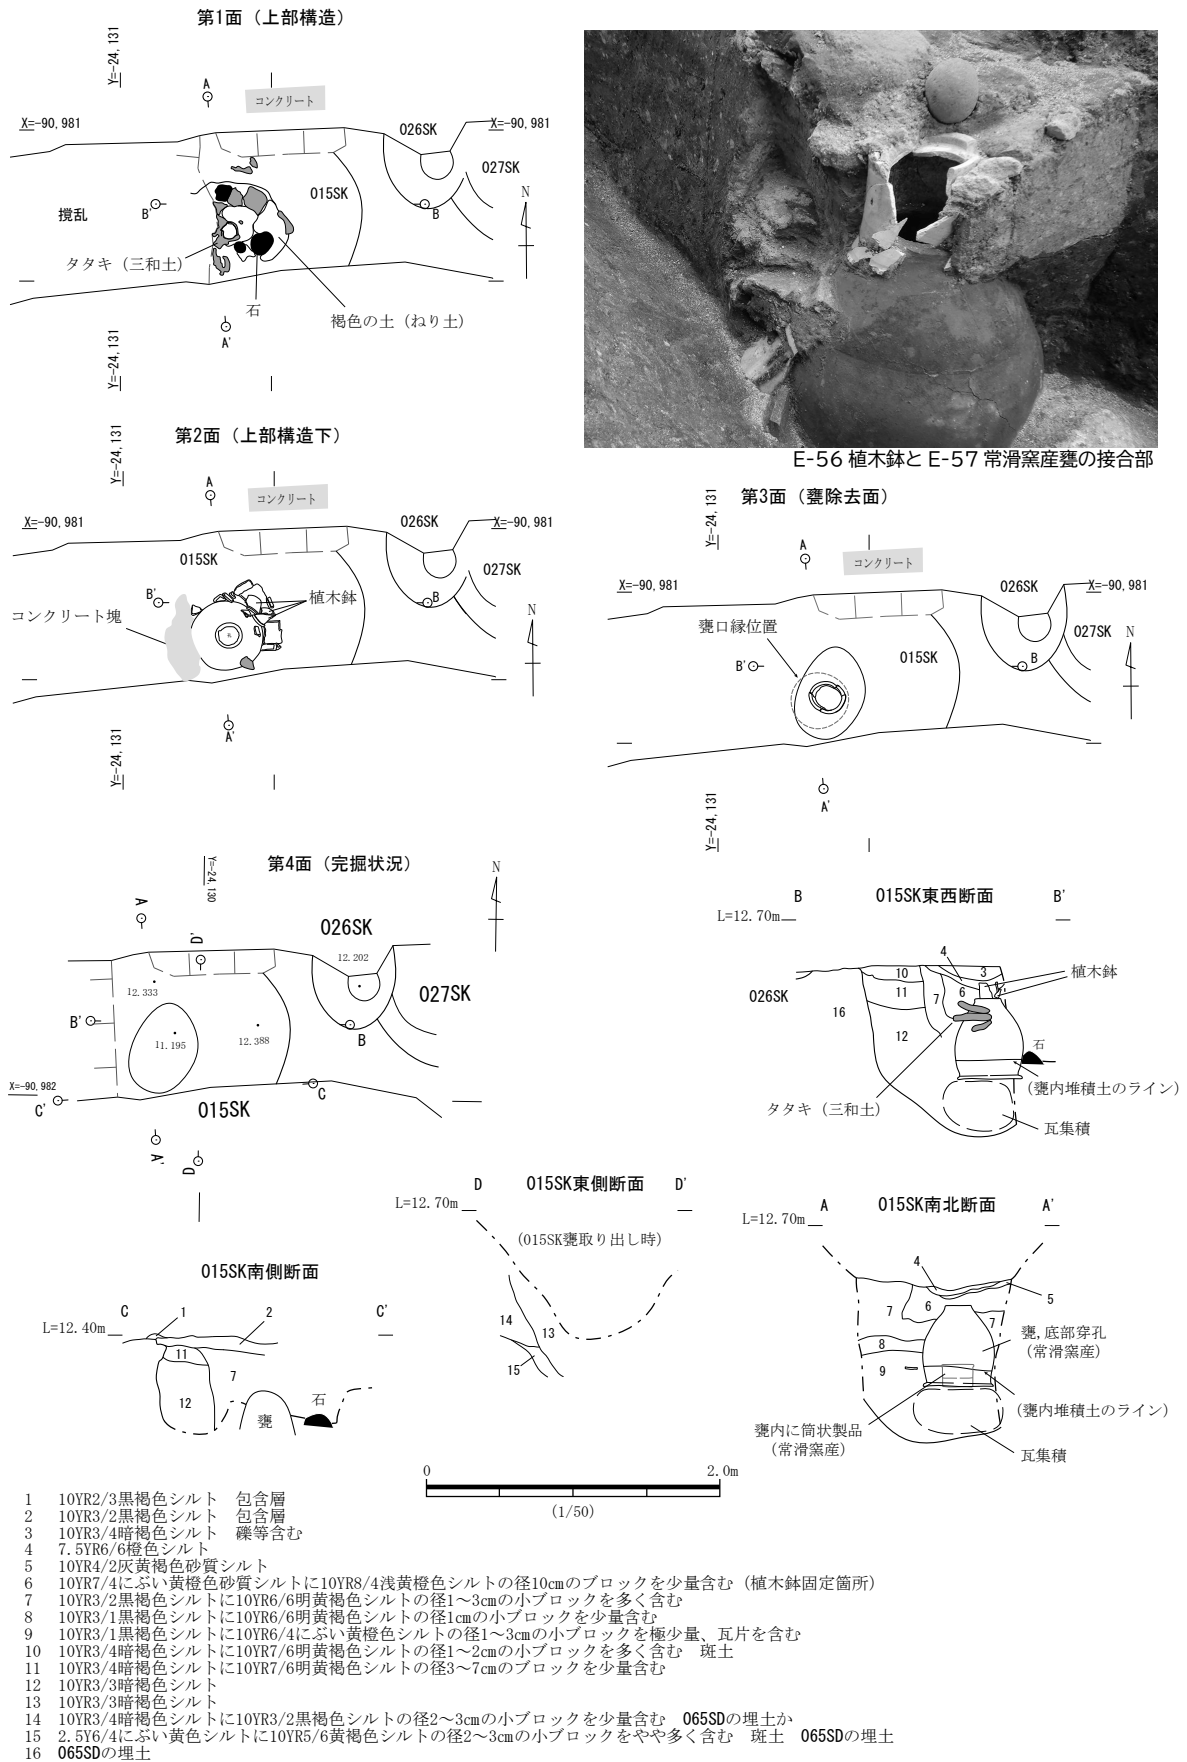 第1面（上部構造）
Y=-24,131
A
コンクリート
X=-90,981
X=-90,981
026SK
027SK
015SK
N
撹乱
B'
B
タタキ（三和土）
石
褐色の土（ねり土）
A'
Y=-24,131
E-56 植木鉢と E-57 常滑窯産甕の接合部
第2面（上部構造下）
Y=-24,131
A
コンクリート
X=-90,981
X=-90,981
026SK
027SK
015SK
N
B'
B
植木鉢
コンクリート塊
A'
Y=-24,131
第3面（甕除去面）
Y=-24,131
A
コンクリート
X=-90,981
X=-90,981
026SK
027SK
N
甕口縁位置
015SK
B'
B
A'
Y=-24,131
第4面（完掘状況）
Y=-24,130
N
A
D'
026SK
12.202
12.333
027SK
B'
11.195
12.388
B
X=-90,982
C'
C
015SK
A'
D
B
015SK東西断面
B'
L=12.70m
4
10
3
植木鉢
026SK
11
7
6
16
12
石
（甕内堆積土のライン）
タタキ（三和土）
瓦集積
D
015SK東側断面
D'
L=12.70m
（015SK甕取り出し時）
14
13
15
A
015SK南北断面
A'
L=12.70m
4
5
7
6
7
8
9
甕,底部穿孔
（常滑窯産）
（甕内堆積土のライン）
甕内に筒状製品
（常滑窯産）
瓦集積
015SK南側断面
C
1
2
C'
L=12.40m
11
7
12
甕
石
0
2.0m
(1/50)
1 10YR2/3黒褐色シルト　包含層
2 10YR3/2黒褐色シルト　包含層
3 10YR3/4暗褐色シルト　礫等含む
4 7.5YR6/6橙色シルト
5 10YR4/2灰黄褐色砂質シルト
6 10YR7/4にぶい黄橙色砂質シルトに10YR8/4浅黄橙色シルトの径10cmのブロックを少量含む（植木鉢固定箇所）
7 10YR3/2黒褐色シルトに10YR6/6明黄褐色シルトの径1～3cmの小ブロックを多く含む
8 10YR3/1黒褐色シルトに10YR6/6明黄褐色シルトの径1cmの小ブロックを少量含む
9 10YR3/1黒褐色シルトに10YR6/4にぶい黄橙色シルトの径1～3cmの小ブロックを極少量、瓦片を含む
10 10YR3/4暗褐色シルトに10YR7/6明黄褐色シルトの径1～2cmの小ブロックを多く含む　斑土
11 10YR3/4暗褐色シルトに10YR7/6明黄褐色シルトの径3～7cmのブロックを少量含む
12 10YR3/3暗褐色シルト
13 10YR3/3暗褐色シルト
14 10YR3/4暗褐色シルトに10YR3/2黒褐色シルトの径2～3cmの小ブロックを少量含む　065SDの埋土か
15 2.5Y6/4にぶい黄色シルトに10YR5/6黄褐色シルトの径2～3cmの小ブロックをやや多く含む　斑土　065SDの埋土
16 065SDの埋土